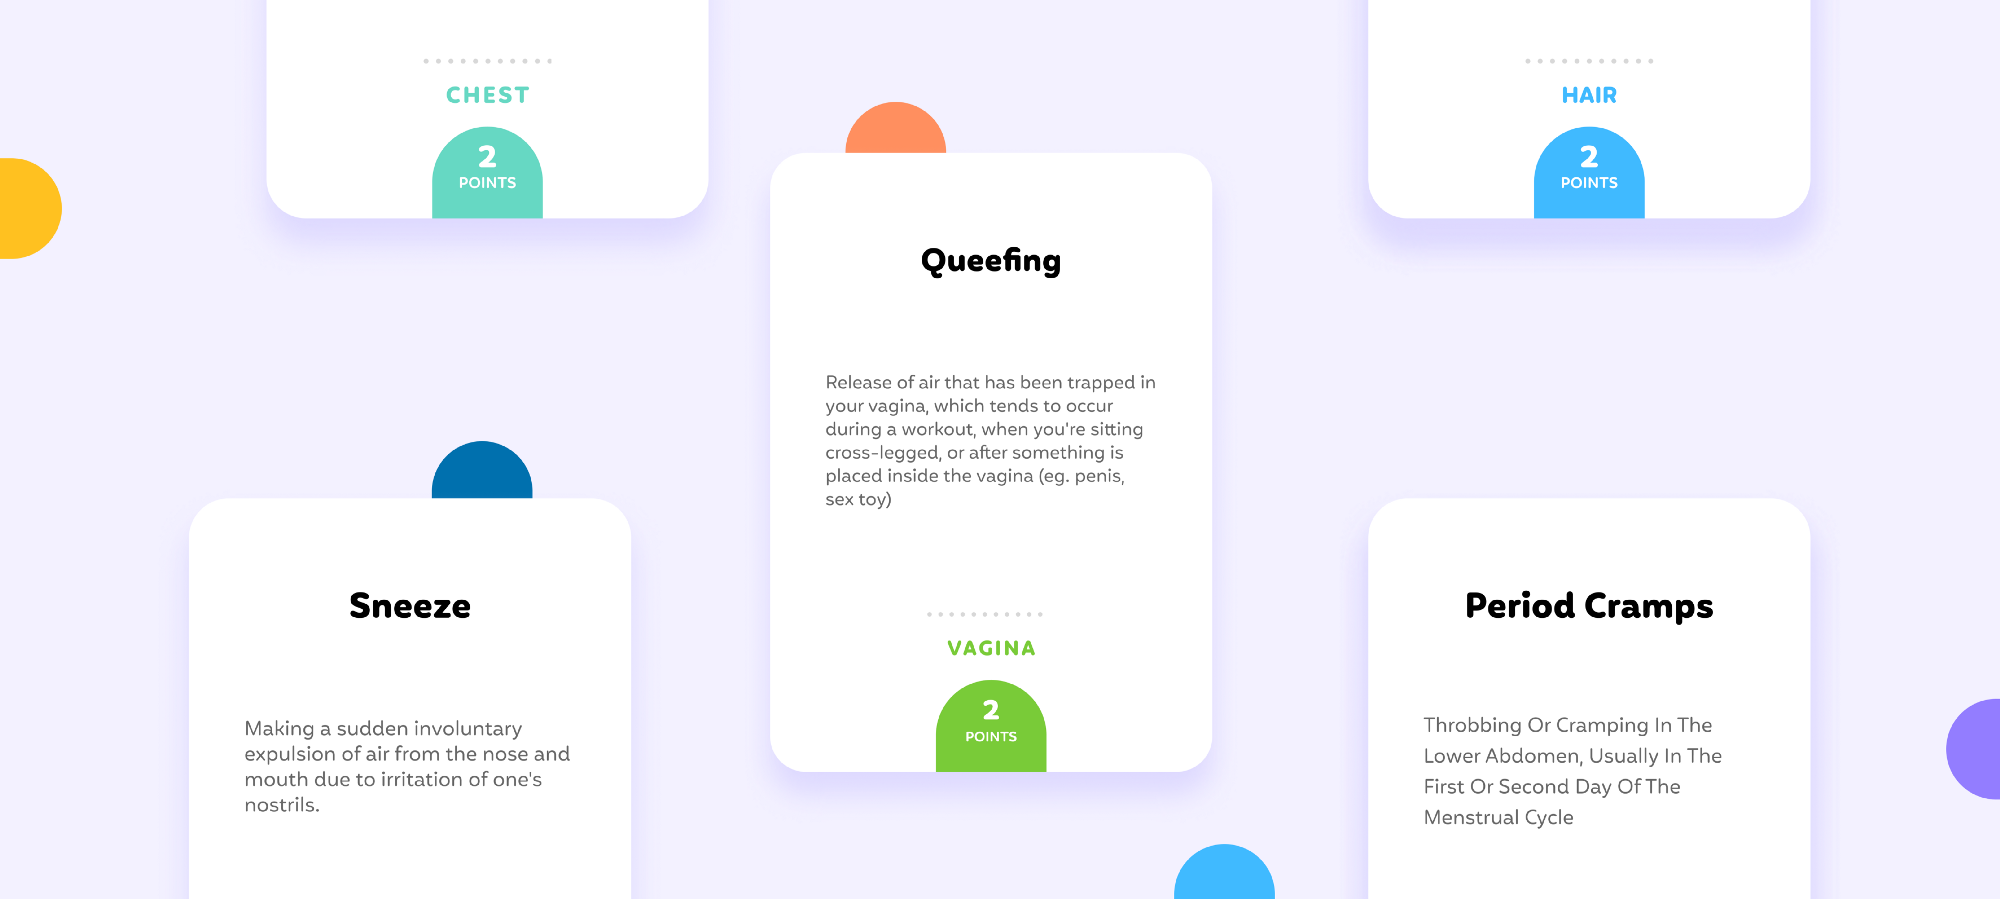 CHEST
2
POINTS
HAIR
2
POINTS
Queefing
Release of air that has been trapped in
your vagina, which tends to occur
during a workout, when you're sitting
cross-legged, or after something is
placed inside the vagina (eg. penis,
sex toy)
VAGINA
2
POINTS
Sneeze
Making a sudden involuntary
expulsion of air from the nose and
mouth due to irritation of one's
nostrils.
Period Cramps
Throbbing Or Cramping In The
Lower Abdomen, Usually In The
First Or Second Day Of The
Menstrual Cycle